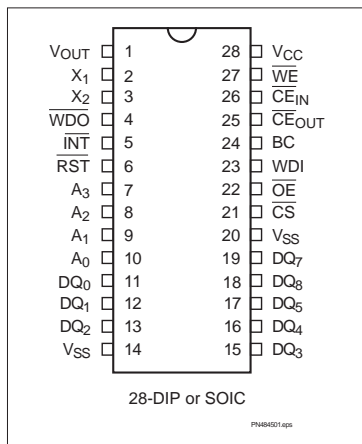 VOUT 1 28 VCC
X1 2 27 WE
X2 3 26 CEIN
WDO 4 25 CEOUT
INT 5 24 BC
RST 6 23 WDI
A3 7 22 OE
A2 8 21 CS
A1 9 20 VSS
A0 10 19 DQ7
DQ0 11 18 DQ8
DQ1 12 17 DQ5
DQ2 13 16 DQ4
VSS 14 15 DQ3
28-DIP or SOIC
PN484501.eps